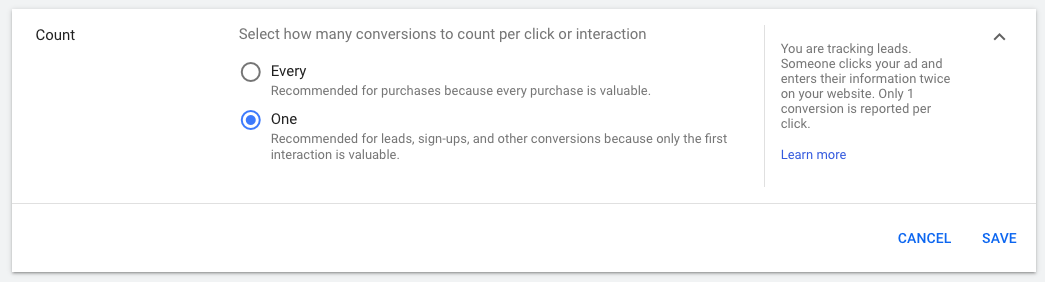 Count
Select how many conversions to count per click or interaction
Every
Recommended for purchases because every purchase is valuable.
One
Recommended for leads, sign-ups, and other conversions because only the first
interaction is valuable.
You are tracking leads.
Someone clicks your ad and
enters their information twice
on your website. Only 1
conversion is reported per
click.
Learn more
CANCEL
SAVE